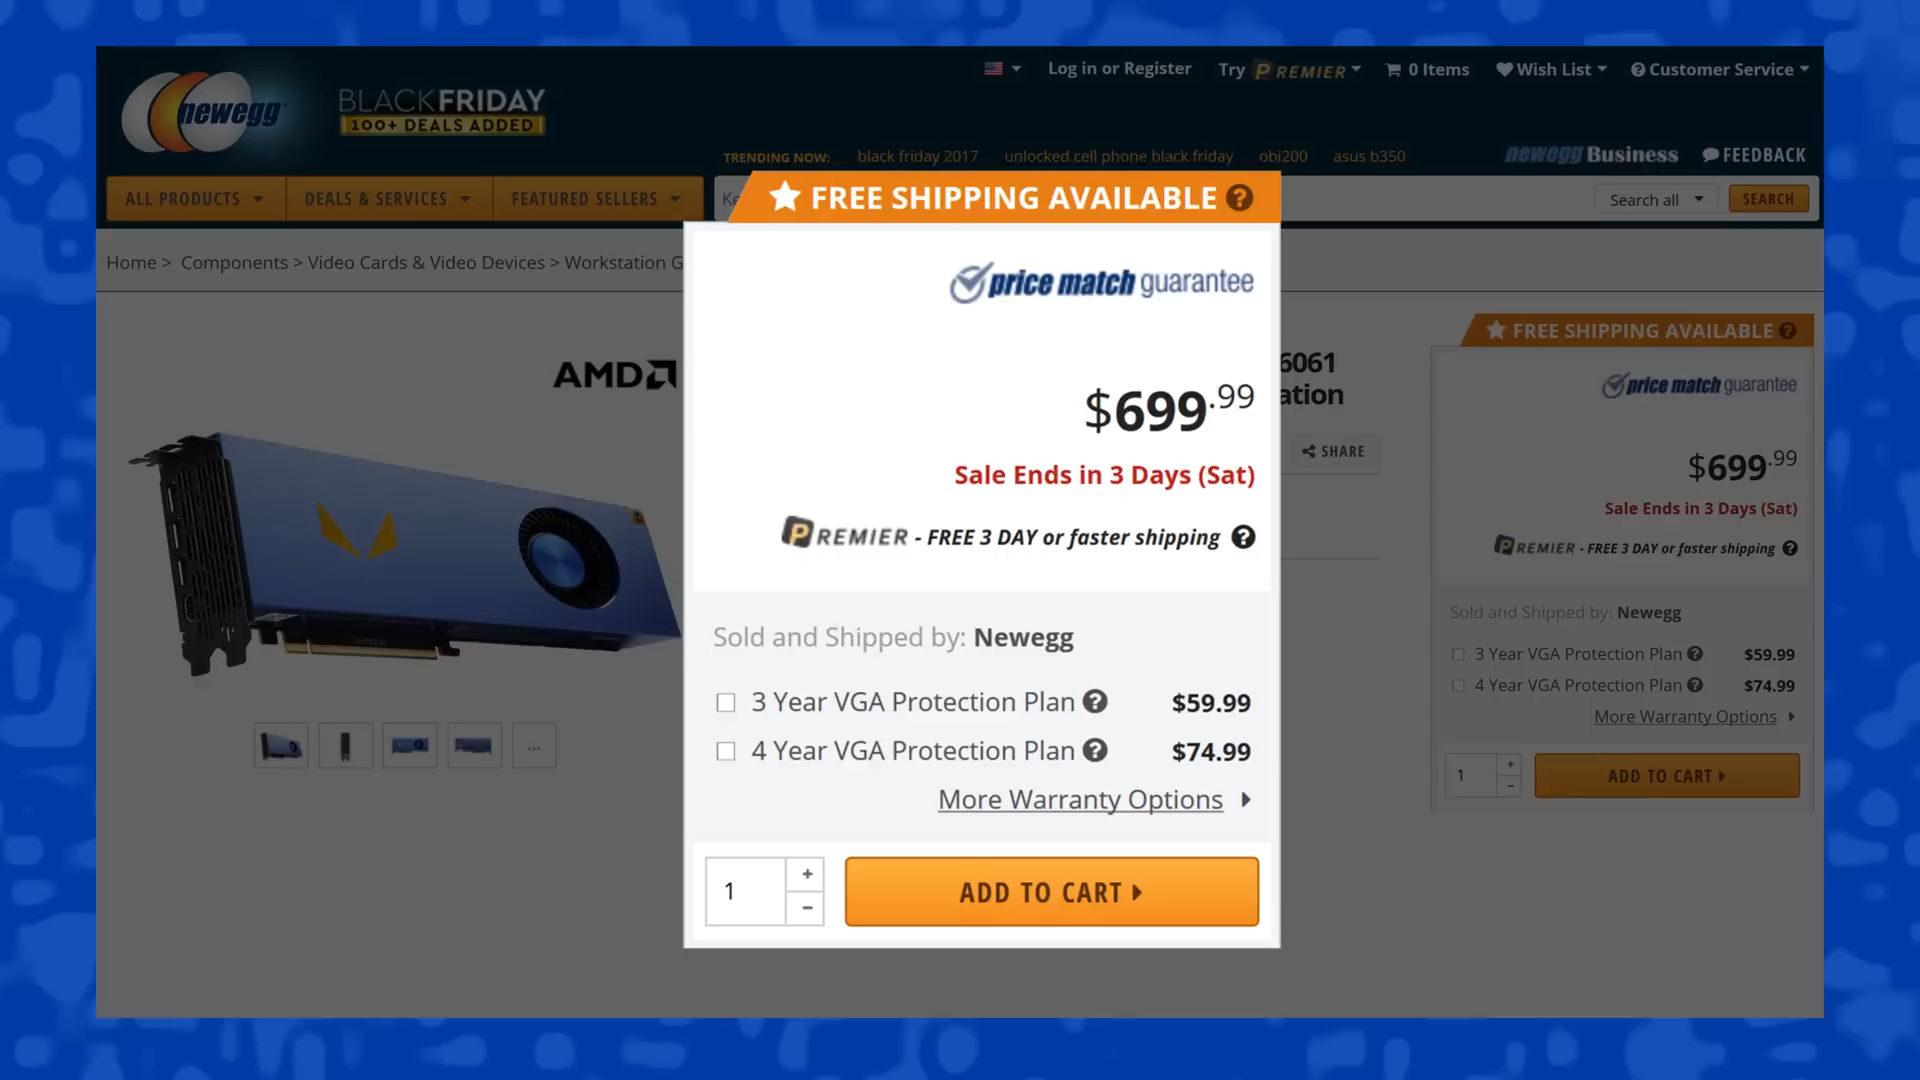 Log in or Register
Try PREMIER
0 Items
Wish List
Customer Service
newegg
BLACK FRIDAY
100+ DEALS ADDED
TRENDING NOW: black friday 2017 unlocked cell phone black friday obi200 asus b350
newegg Business
FEEDBACK
ALL PRODUCTS
DEALS & SERVICES
FEATURED SELLERS
Search all
SEARCH
Home > Components > Video Cards & Video Devices > Workstation G
AMD
6061
ation
SHARE
FREE SHIPPING AVAILABLE ?
price match guarantee
$699.99
Sale Ends in 3 Days (Sat)
PREMIER - FREE 3 DAY or faster shipping ?
Sold and Shipped by: Newegg
3 Year VGA Protection Plan ? $59.99
4 Year VGA Protection Plan ? $74.99
More Warranty Options
1 + -
ADD TO CART
FREE SHIPPING AVAILABLE ?
price match guarantee
$699.99
Sale Ends in 3 Days (Sat)
PREMIER - FREE 3 DAY or faster shipping ?
Sold and Shipped by: Newegg
3 Year VGA Protection Plan ? $59.99
4 Year VGA Protection Plan ? $74.99
More Warranty Options
1 + -
ADD TO CART
...